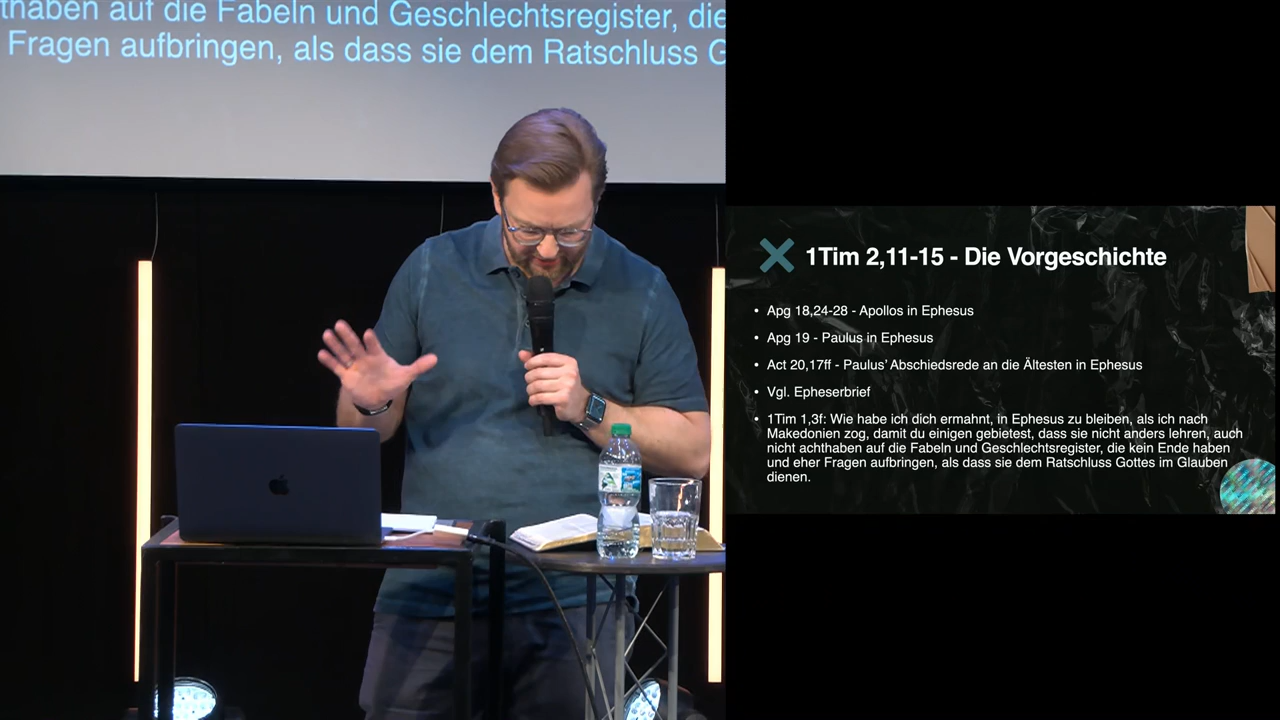 thaben auf die Fabeln und Geschlechtsregister, die
Fragen aufbringen, als dass sie dem Ratschluss G
1Tim 2,11-15 - Die Vorgeschichte
• Apg 18,24-28 - Apollos in Ephesus
• Apg 19 - Paulus in Ephesus
• Act 20,17ff - Paulus’ Abschiedsrede an die Ältesten in Ephesus
• Vgl. Epheserbrief
• 1Tim 1,3f: Wie habe ich dich ermahnt, in Ephesus zu bleiben, als ich nach
Makedonien zog, damit du einigen gebietest, dass sie nicht anders lehren, auch
nicht achthaben auf die Fabeln und Geschlechtsregister, die kein Ende haben
und eher Fragen aufbringen, als dass sie dem Ratschluss Gottes im Glauben
dienen.